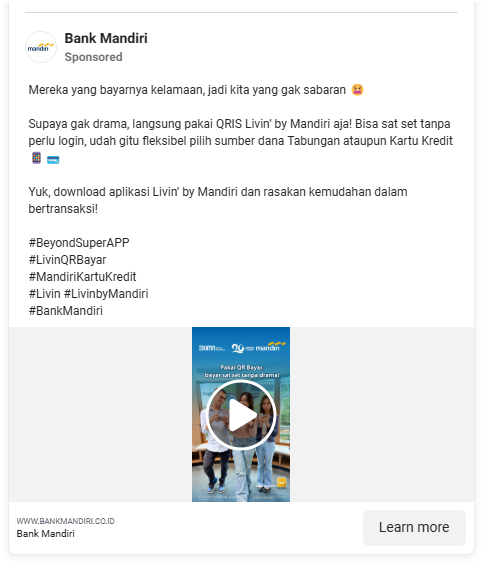 Bank Mandiri
Sponsored
mandiri
Mereka yang bayarnya kelamaan, jadi kita yang gak sabaran 😫
Supaya gak drama, langsung pakai QRIS Livin’ by Mandiri aja! Bisa sat set tanpa
perlu login, udah gitu fleksibel pilih sumber dana Tabungan ataupun Kartu Kredit
📱 💳
Yuk, download aplikasi Livin’ by Mandiri dan rasakan kemudahan dalam
bertransaksi!
#BeyondSuperAPP
#LivinQRBayar
#MandiriKartuKredit
#Livin #LivinbyMandiri
#BankMandiri
BUMN
mandiri
Pakai QR Bayar,
bayar sat set tanpa drama!
WWW.BANKMANDIRI.CO.ID
Bank Mandiri
Learn more